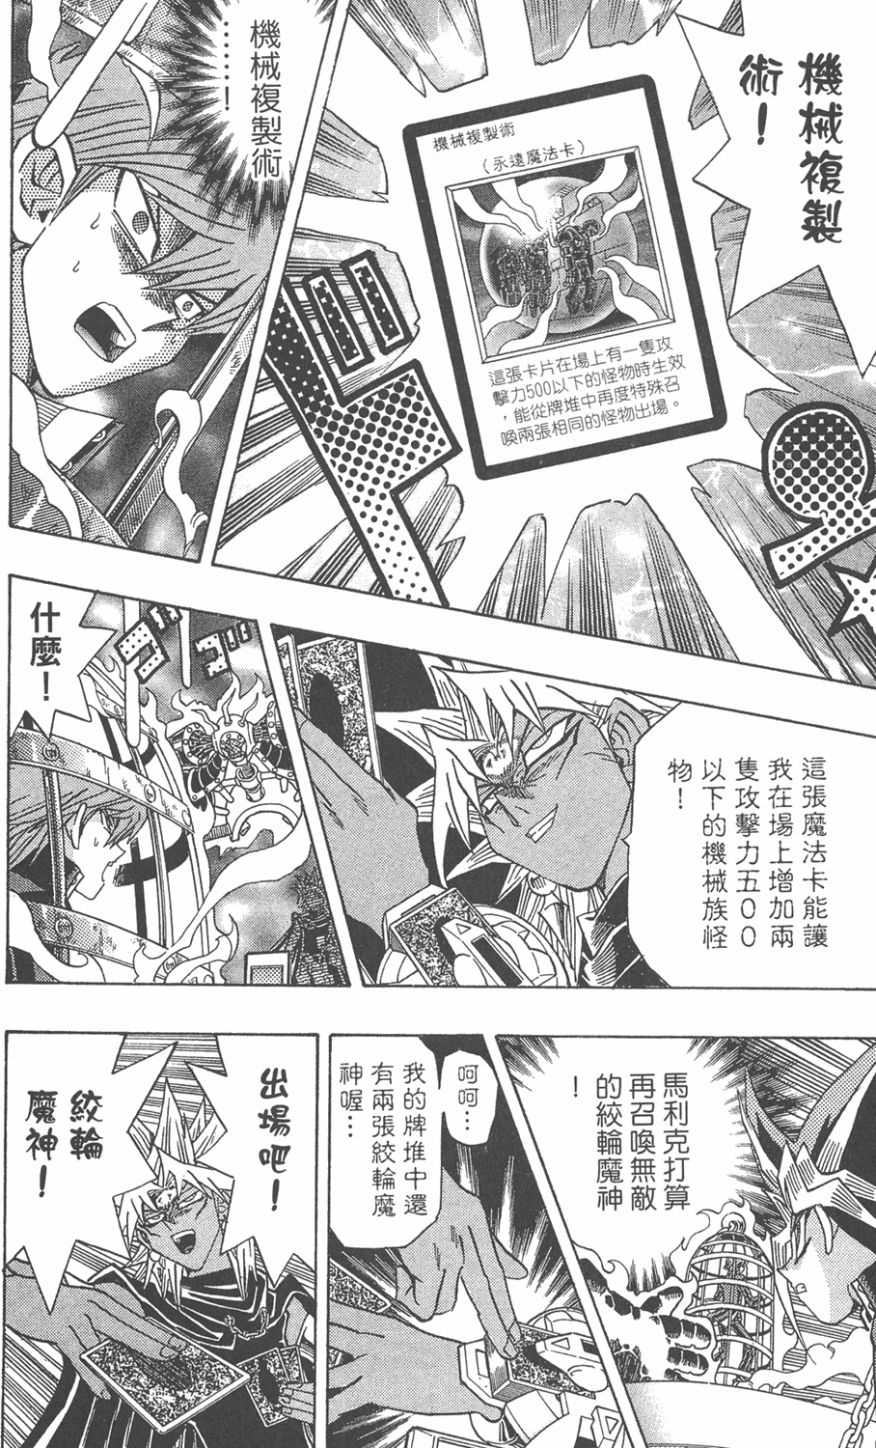 機械複製
術！
機械複製術
（永遠魔法卡）
這張卡片在場上有一隻攻
擊力500以下的怪物時生效
，能從牌堆中再度特殊召
喚兩張相同的怪物出場。
機械複製術
……！
這張魔法卡能讓
我在場上增加兩
隻攻擊力五００
以下的機械族怪
物！
什麼！
馬利克打算
再召喚無敵
的絞輪魔神
！
呵呵…
我的牌堆中還
有兩張絞輪魔
神喔…
出場吧！
絞輪
魔神！